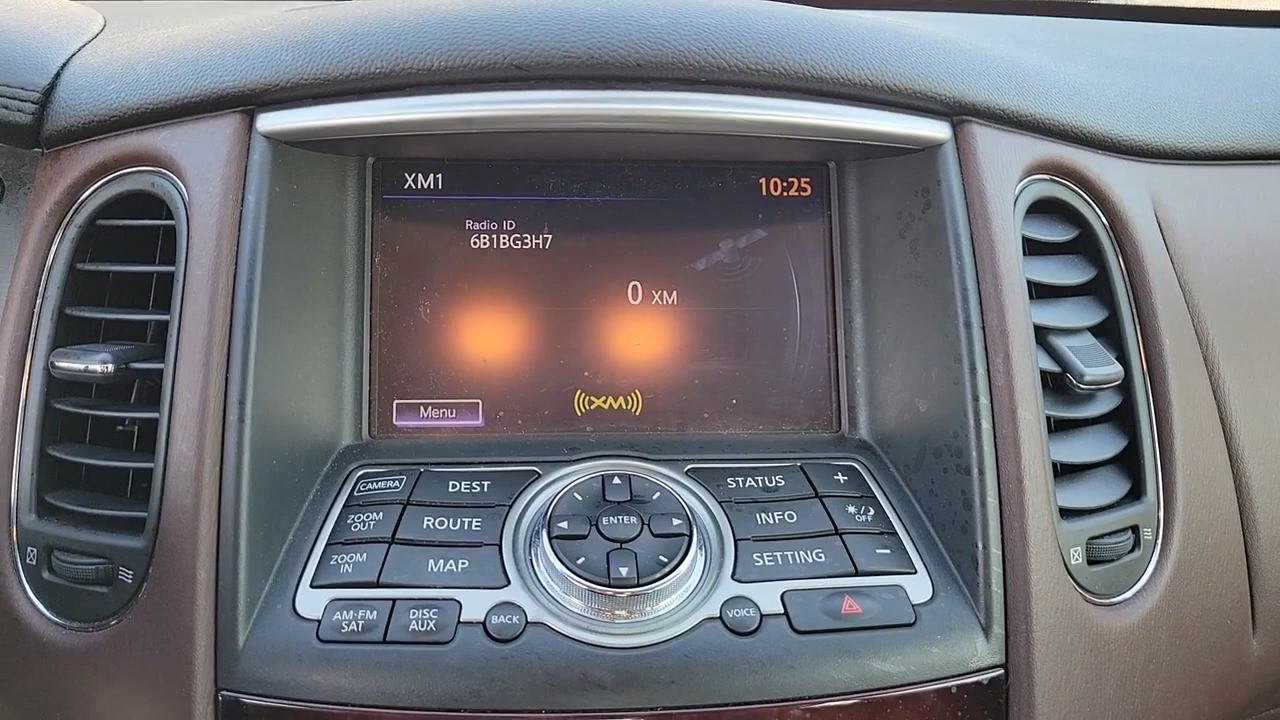 XM1
10:25
Radio ID
6B1BG3H7
0 XM
Menu
((XM))
CAMERA
DEST
STATUS
+
ZOOM
OUT
ROUTE
ENTER
INFO
OFF
ZOOM
IN
MAP
SETTING
-
AM·FM
SAT
DISC
AUX
BACK
VOICE